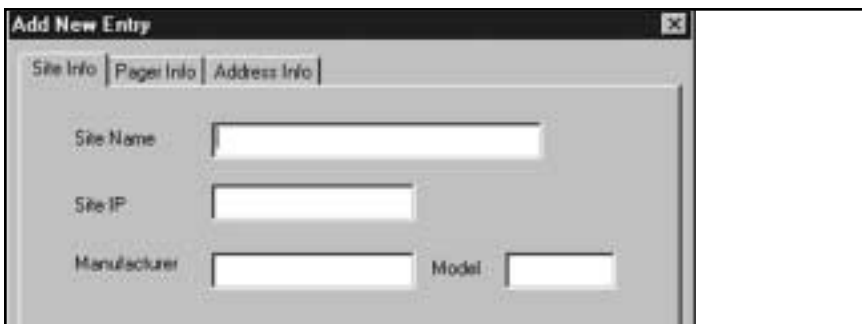 Add New Entry
Site Info Pager Info Address Info
Site Name
Site IP
Manufacturer Model